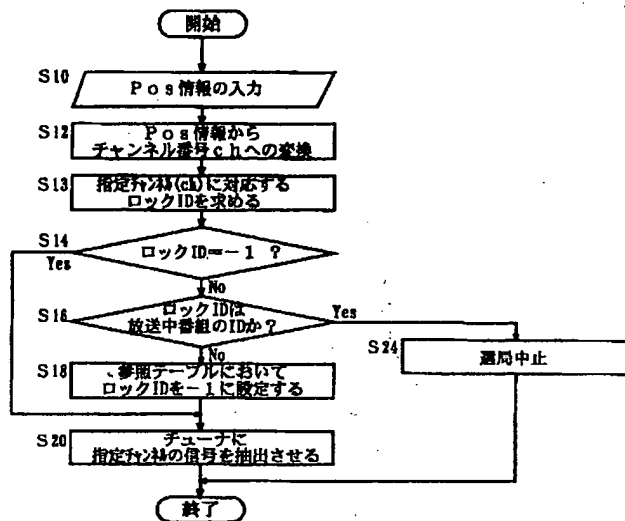 開始
S10
Pos情報の入力
S12
Pos情報から
チャンネル番号chへの変換
S13
指定チャンネル(ch)に対応する
ロックIDを求める
S14
ロックID=-1 ?
Yes
No
S16
ロックIDは
放送中番組のIDか?
Yes
No
S24
選局中止
S18
参照テーブルにおいて
ロックIDを-1に設定する
S20
チューナに
指定チャンネルの信号を抽出させる
終了